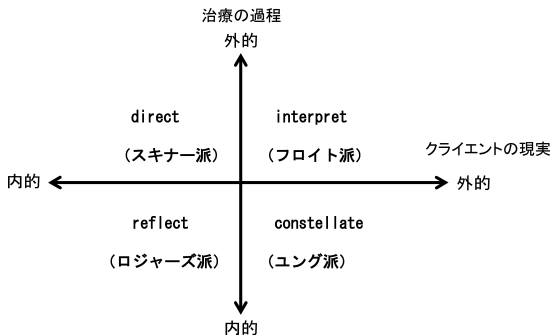 治療の過程
外的
direct
interpret
(スキナー派)
(フロイト派)
クライエントの現実
内的
外的
reflect
constellate
(ロジャーズ派)
(ユング派)
内的